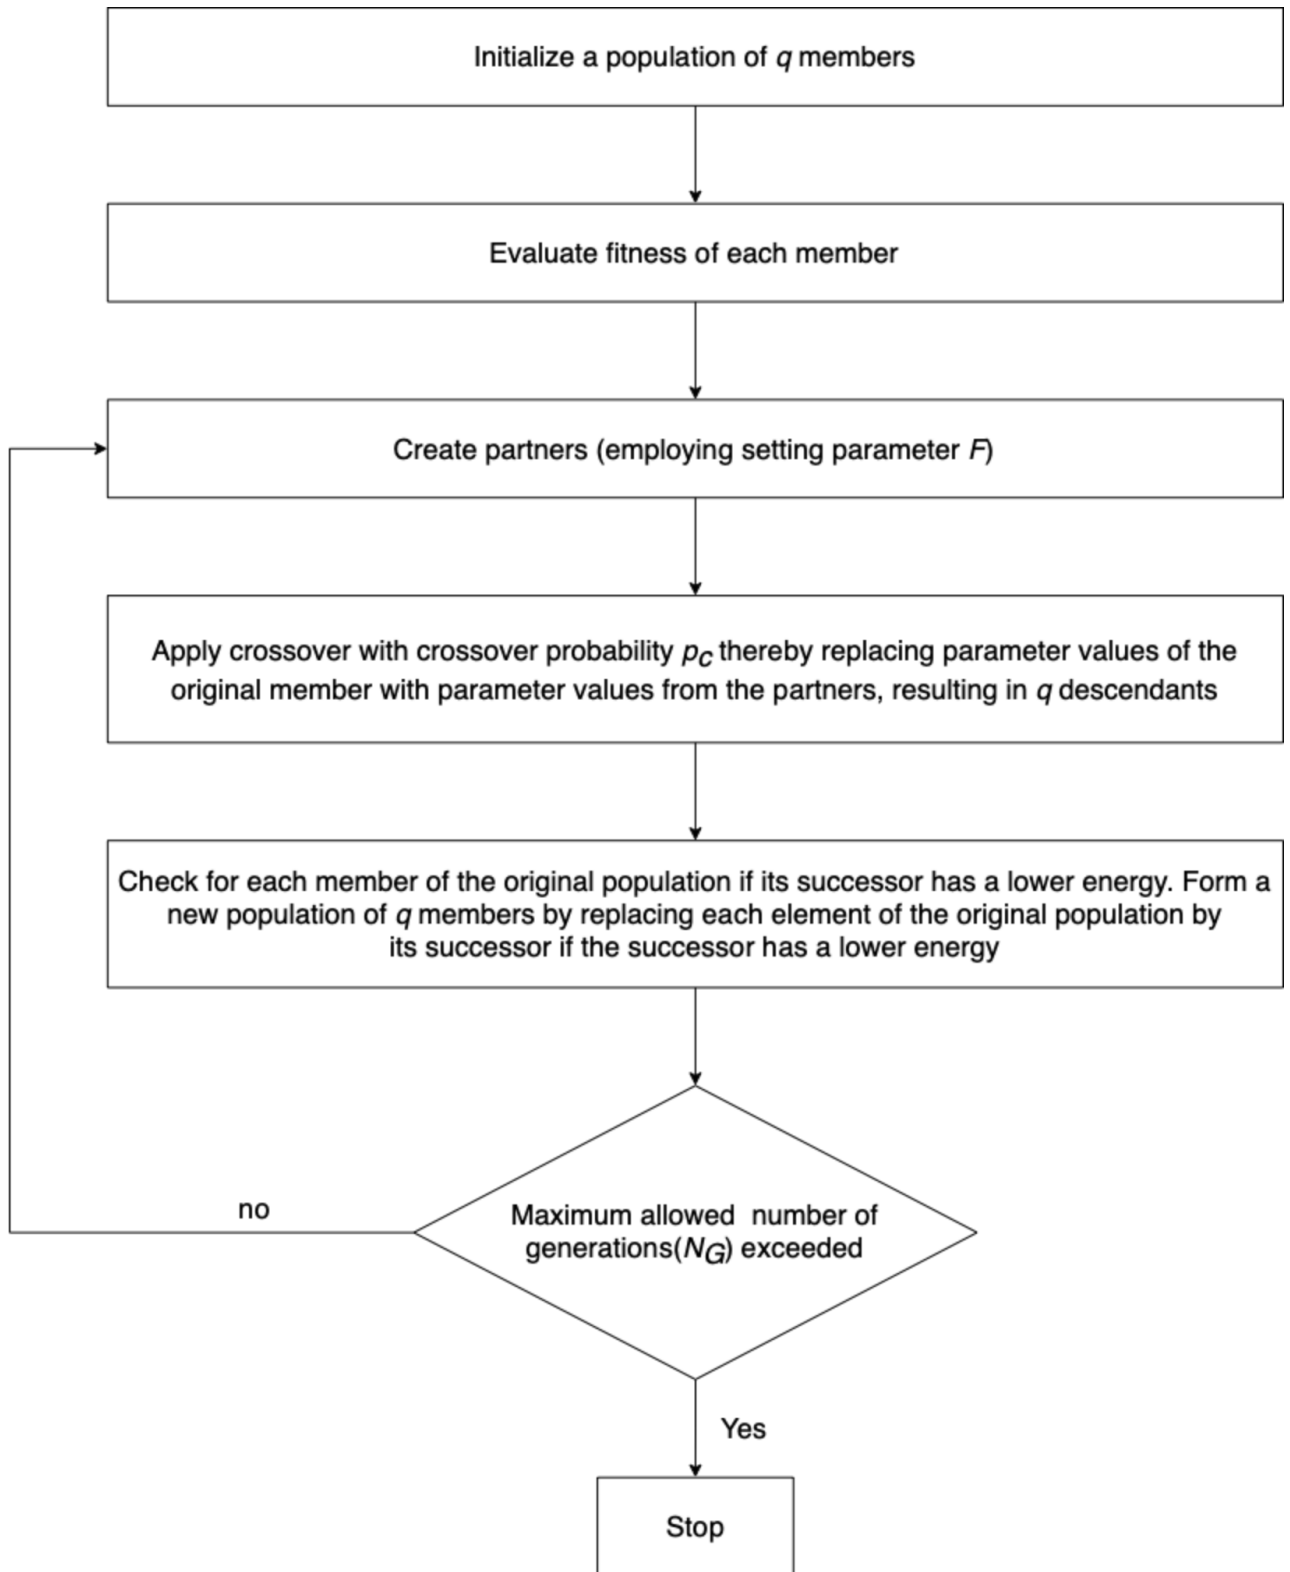 Initialize a population of q members
Evaluate fitness of each member
Create partners (employing setting parameter F)
Apply crossover with crossover probability pC thereby replacing parameter values of the
original member with parameter values from the partners, resulting in q descendants
Check for each member of the original population if its successor has a lower energy. Form a
new population of q members by replacing each element of the original population by
its successor if the successor has a lower energy
no
Maximum allowed number of
generations(NG) exceeded
Yes
Stop